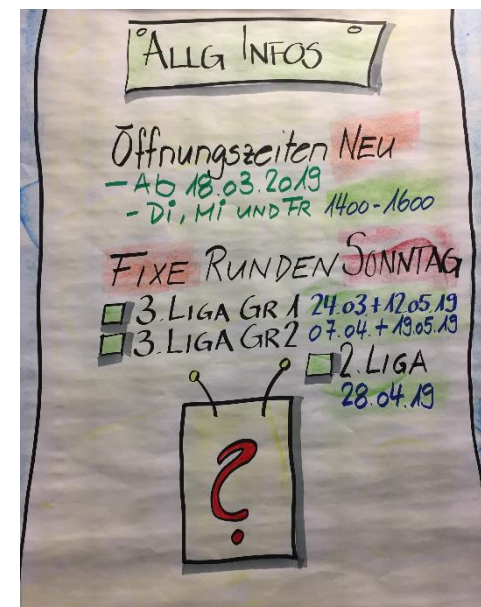 ALLG INFOS
Öffnungszeiten NEU
- Ab 18.03.2019
- Di, Mi UND FR 1400-1600
FIXE RUNDEN SONNTAG
3. LIGA GR 1 24.03.+12.05.19
3. LIGA GR 2 07.04.+19.05.19
2. LIGA
28.04.19
?